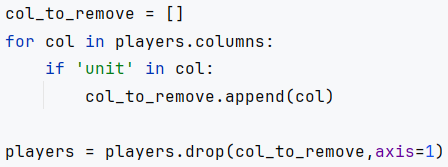 col_to_remove = []
for col in players.columns:
    if 'unit' in col:
        col_to_remove.append(col)

players = players.drop(col_to_remove,axis=1)